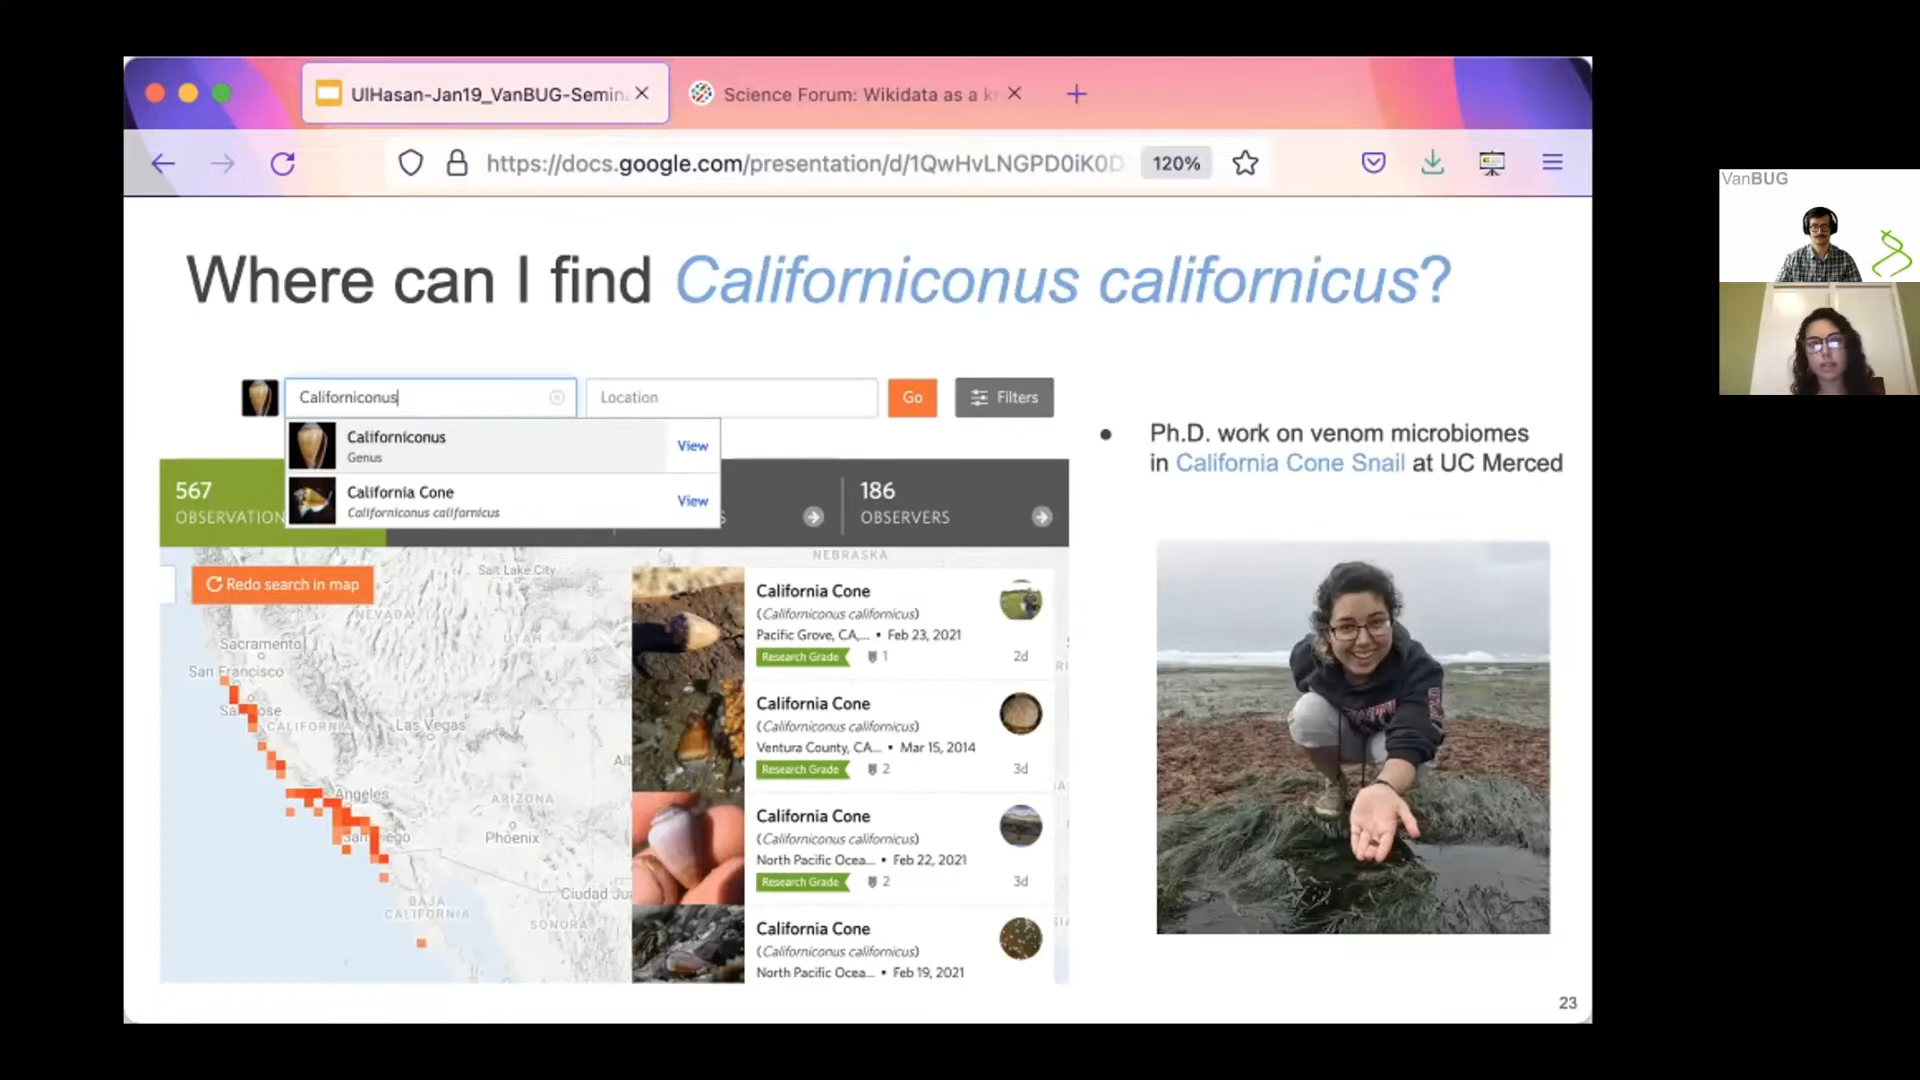 UlHasan-Jan19_VanBUG-Semin
Science Forum: Wikidata as a k
https://docs.google.com/presentation/d/1QwHvLNGPD0iK0D
120%
VanBUG
Where can I find Californiconus californicus?
Californiconus
Location
Go
Filters
Californiconus
Genus
View
California Cone
Californiconus californicus
View
567
OBSERVATION
S
186
OBSERVERS
Redo search in map
NEBRASKA
Salt Lake City
NEVADA
UTAH
Sacramento
San Francisco
San Jose
CALIFORNIA
Las Vegas
Angeles
San Diego
ARIZONA
Phoenix
BAJA
CALIFORNIA
Ciudad Ju
SONORA
California Cone
(Californiconus californicus)
Pacific Grove, CA,... • Feb 23, 2021
Research Grade 1 2d
California Cone
(Californiconus californicus)
Ventura County, CA... • Mar 15, 2014
Research Grade 2 3d
California Cone
(Californiconus californicus)
North Pacific Ocea... • Feb 22, 2021
Research Grade 2 3d
California Cone
(Californiconus californicus)
North Pacific Ocea... • Feb 19, 2021
• Ph.D. work on venom microbiomes
in California Cone Snail at UC Merced
23